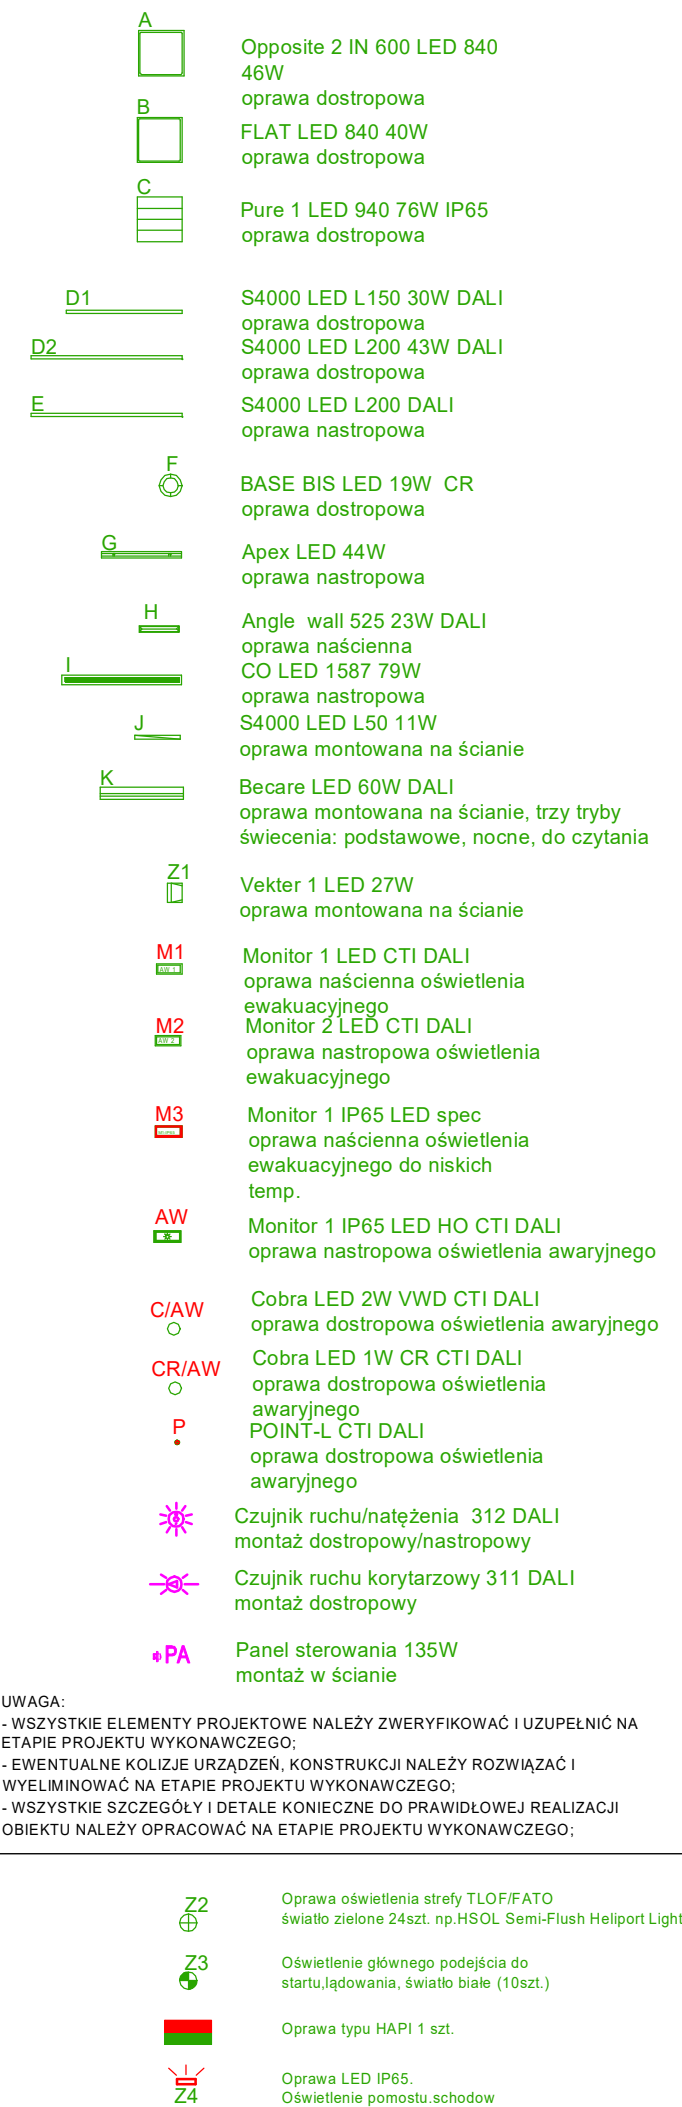 A
Opposite 2 IN 600 LED 840
46W
oprawa dostropowa
B
FLAT LED 840 40W
oprawa dostropowa
C
Pure 1 LED 940 76W IP65
oprawa dostropowa
D1
S4000 LED L150 30W DALI
oprawa dostropowa
D2
S4000 LED L200 43W DALI
oprawa dostropowa
E
S4000 LED L200 DALI
oprawa nastropowa
F
BASE BIS LED 19W CR
oprawa dostropowa
G
Apex LED 44W
oprawa nastropowa
H
Angle wall 525 23W DALI
oprawa naścienna
I
CO LED 1587 79W
oprawa nastropowa
J
S4000 LED L50 11W
oprawa montowana na ścianie
K
Becare LED 60W DALI
oprawa montowana na ścianie, trzy tryby
świecenia: podstawowe, nocne, do czytania
Z1
Vekter 1 LED 27W
oprawa montowana na ścianie
M1
AW 1
Monitor 1 LED CTI DALI
oprawa naścienna oświetlenia
ewakuacyjnego
M2
AW 2
Monitor 2 LED CTI DALI
oprawa nastropowa oświetlenia
ewakuacyjnego
M3
Monitor 1 IP65 LED spec
oprawa naścienna oświetlenia
ewakuacyjnego do niskich
temp.
AW
Monitor 1 IP65 LED HO CTI DALI
oprawa nastropowa oświetlenia awaryjnego
C/AW
Cobra LED 2W VWD CTI DALI
oprawa dostropowa oświetlenia awaryjnego
CR/AW
Cobra LED 1W CR CTI DALI
oprawa dostropowa oświetlenia
awaryjnego
P
POINT-L CTI DALI
oprawa dostropowa oświetlenia
awaryjnego
Czujnik ruchu/natężenia 312 DALI
montaż dostropowy/nastropowy
Czujnik ruchu korytarzowy 311 DALI
montaż dostropowy
PA
Panel sterowania 135W
montaż w ścianie
UWAGA:
- WSZYSTKIE ELEMENTY PROJEKTOWE NALEŻY ZWERYFIKOWAĆ I UZUPEŁNIĆ NA
ETAPIE PROJEKTU WYKONAWCZEGO;
- EWENTUALNE KOLIZJE URZĄDZEŃ, KONSTRUKCJI NALEŻY ROZWIĄZAĆ I
WYELIMINOWAĆ NA ETAPIE PROJEKTU WYKONAWCZEGO;
- WSZYSTKIE SZCZEGÓŁY I DETALE KONIECZNE DO PRAWIDŁOWEJ REALIZACJI
OBIEKTU NALEŻY OPRACOWAĆ NA ETAPIE PROJEKTU WYKONAWCZEGO;
Z2
Oprawa oświetlenia strefy TLOF/FATO
światło zielone 24szt. np.HSOL Semi-Flush Heliport Light
Z3
Oświetlenie głównego podejścia do
startu,lądowania, światło białe (10szt.)
Oprawa typu HAPI 1 szt.
Z4
Oprawa LED IP65.
Oświetlenie pomostu.schodow